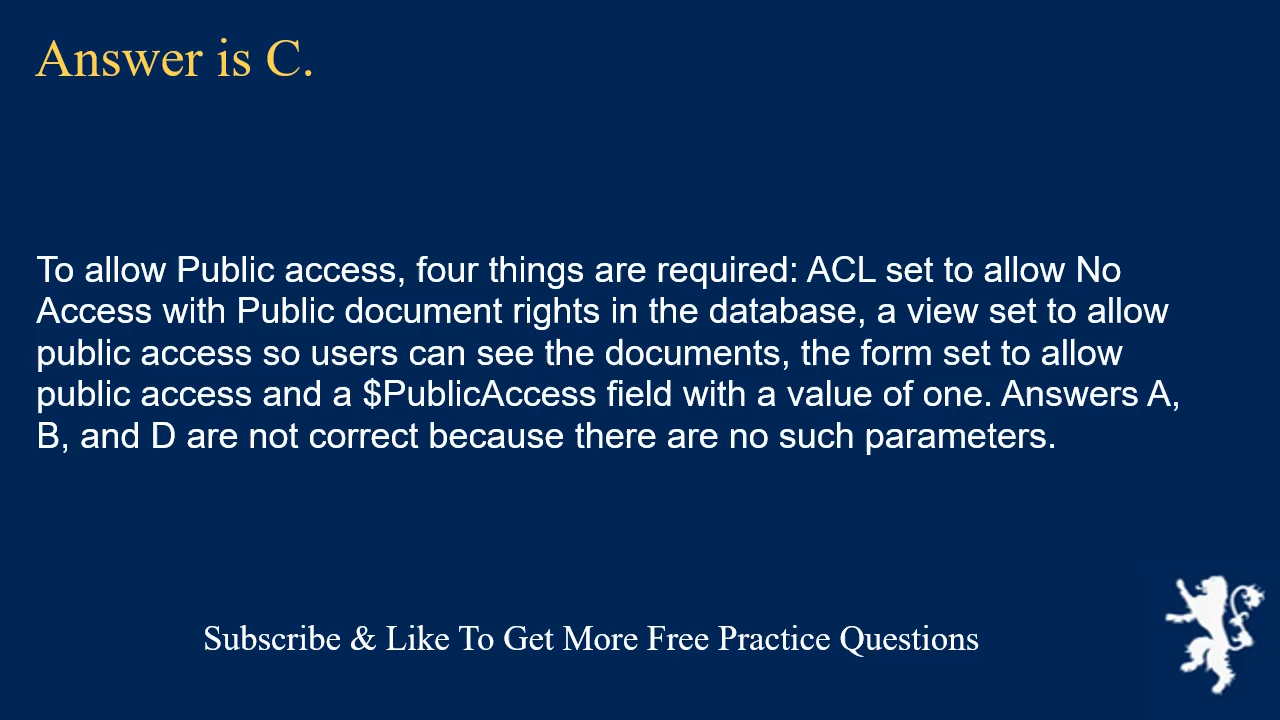 Answer is C.
To allow Public access, four things are required: ACL set to allow No
Access with Public document rights in the database, a view set to allow
public access so users can see the documents, the form set to allow
public access and a $PublicAccess field with a value of one. Answers A,
B, and D are not correct because there are no such parameters.
Subscribe & Like To Get More Free Practice Questions